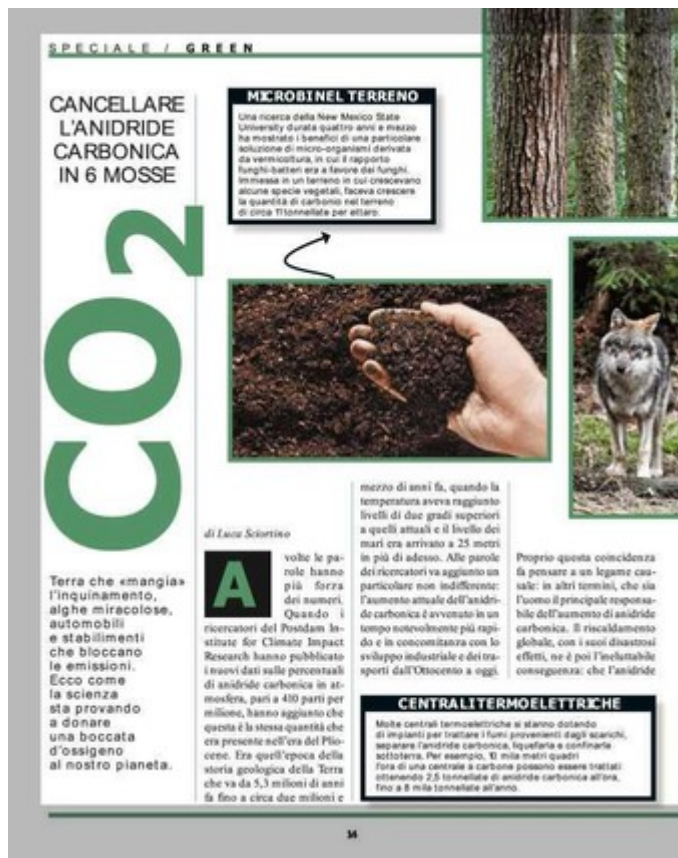 SPECIALE / GREEN
CANCELLARE
L'ANIDRIDE
CARBONICA
IN 6 MOSSE
CO2
Terra che «mangia»
l'inquinamento,
alghe miracolose,
automobili
e stabilimenti
che bloccano
le emissioni.
Ecco come
la scienza
sta provando
a donare
una boccata
d'ossigeno
al nostro pianeta.
MICROBI NEL TERRENO
Una ricerca della New Mexico State
University durata quattro anni e mezzo
ha mostrato i benefici di una particolare
soluzione di micro-organismi derivata
da vermicoltura, in cui il rapporto
funghi-batteri era a favore dei funghi.
Immessa in un terreno in cui crescevano
alcune specie vegetali, faceva crescere
la quantità di carbonio nel terreno
di circa 11 tonnellate per ettaro.
di Luca Sciortino
A volte le pa-
role hanno
più forza
dei numeri.
Quando i
ricercatori del Postdam In-
stitute for Climate Impact
Research hanno pubblicato
i nuovi dati sulle percentuali
di anidride carbonica in at-
mosfera, pari a 410 parti per
milione, hanno aggiunto che
questa è la stessa quantità che
era presente nell'era del Plio-
cene. Era quell'epoca della
storia geologica della Terra
che va da 5,3 milioni di anni
fa fino a circa due milioni e
mezzo di anni fa, quando la
temperatura aveva raggiunto
livelli di due gradi superiori
a quelli attuali e il livello dei
mari era arrivato a 25 metri
in più di adesso. Alle parole
dei ricercatori va aggiunto un
particolare non indifferente:
l'aumento attuale dell'anidri-
de carbonica è avvenuto in un
tempo notevolmente più rapi-
do e in concomitanza con lo
sviluppo industriale e dei tra-
sporti dall'Ottocento a oggi.
Proprio questa coincidenza
fa pensare a un legame cau-
sale: in altri termini, che sia
l'uomo il principale responsa-
bile dell'aumento di anidride
carbonica. Il riscaldamento
globale, con i suoi disastrosi
effetti, ne è poi l'ineluttabile
conseguenza: che l'anidride
CENTRALI TERMOELETTRICHE
Molte centrali termoelettriche si stanno dotando
di impianti per trattare i fumi provenienti dagli scarichi,
separare l'anidride carbonica, liquefarla e confinarla
sottoterra. Per esempio, 10 mila metri quadri
l'ora di una centrale a carbone possono essere trattati
ottenendo 2,5 tonnellate di anidride carbonica all'ora,
fino a 8 mila tonnellate all'anno.
14